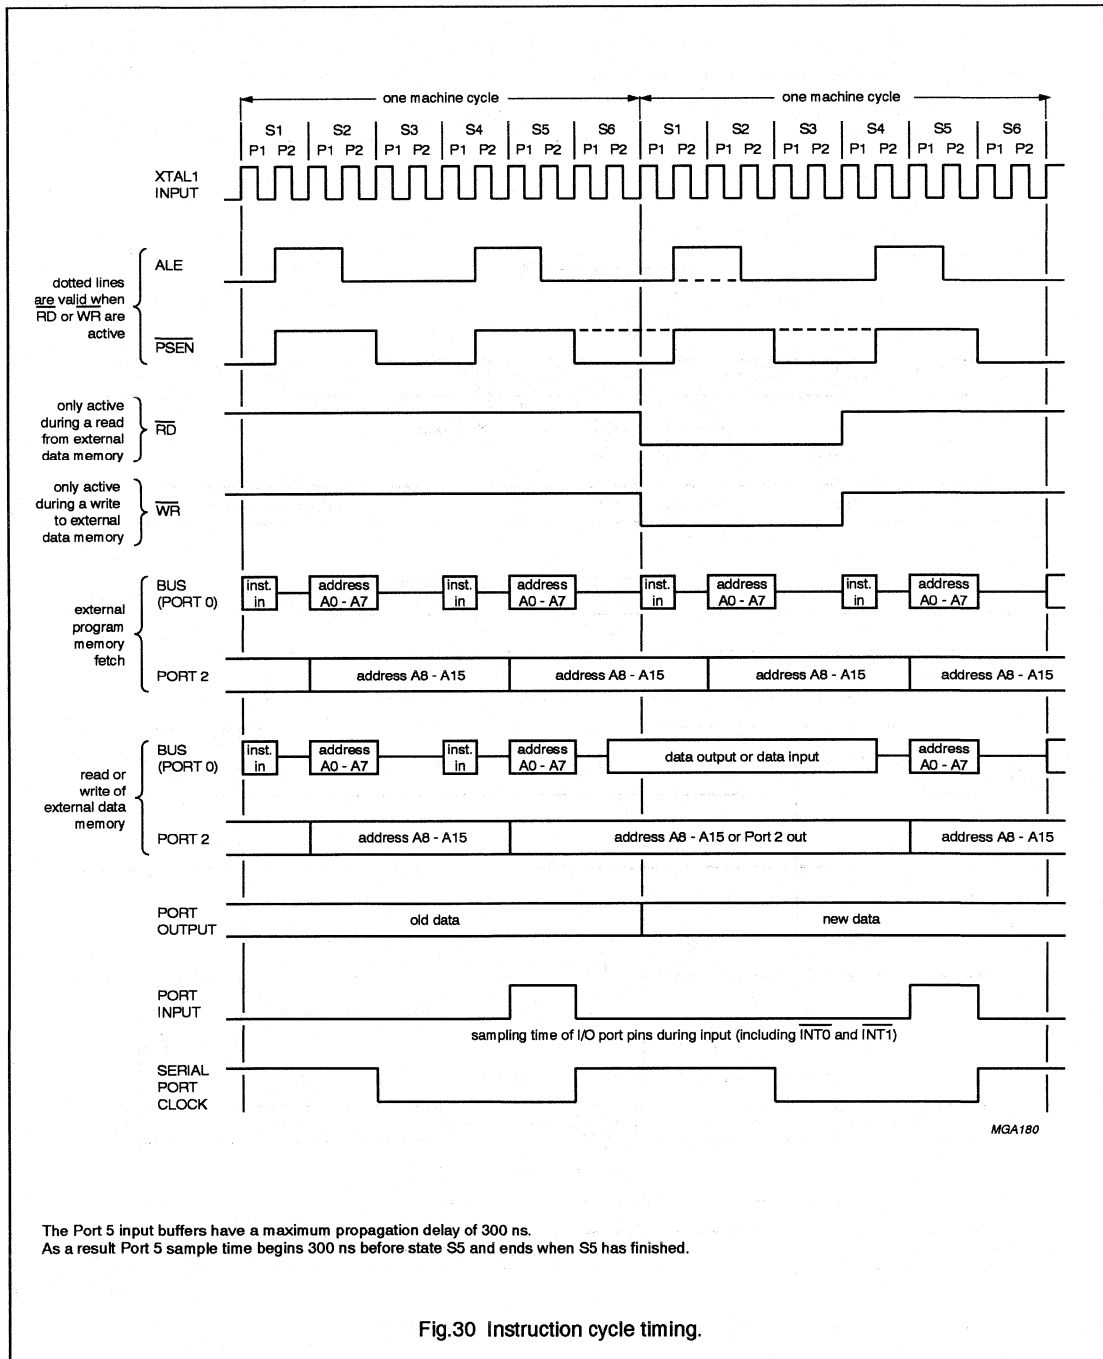 one machine cycle one machine cycle
S1 S2 S3 S4 S5 S6 S1 S2 S3 S4 S5 S6
P1 P2 P1 P2 P1 P2 P1 P2 P1 P2 P1 P2 P1 P2 P1 P2 P1 P2 P1 P2 P1 P2 P1 P2
XTAL1
INPUT
ALE
dotted lines
are valid when
RD or WR are
active
PSEN
only active
during a read
from external
data memory
RD
only active
during a write
to external
data memory
WR
BUS
(PORT 0)
inst.
in
address
A0 - A7
inst.
in
address
A0 - A7
inst.
in
address
A0 - A7
inst.
in
address
A0 - A7
external
program
memory
fetch
PORT 2
address A8 - A15 address A8 - A15 address A8 - A15 address A8 - A15
BUS
(PORT 0)
inst.
in
address
A0 - A7
inst.
in
address
A0 - A7
data output or data input
address
A0 - A7
read or
write of
external data
memory
PORT 2
address A8 - A15 address A8 - A15 or Port 2 out address A8 - A15
PORT
OUTPUT
old data new data
PORT
INPUT
sampling time of I/O port pins during input (including INT0 and INT1)
SERIAL
PORT
CLOCK
MGA180
The Port 5 input buffers have a maximum propagation delay of 300 ns.
As a result Port 5 sample time begins 300 ns before state S5 and ends when S5 has finished.
Fig.30 Instruction cycle timing.